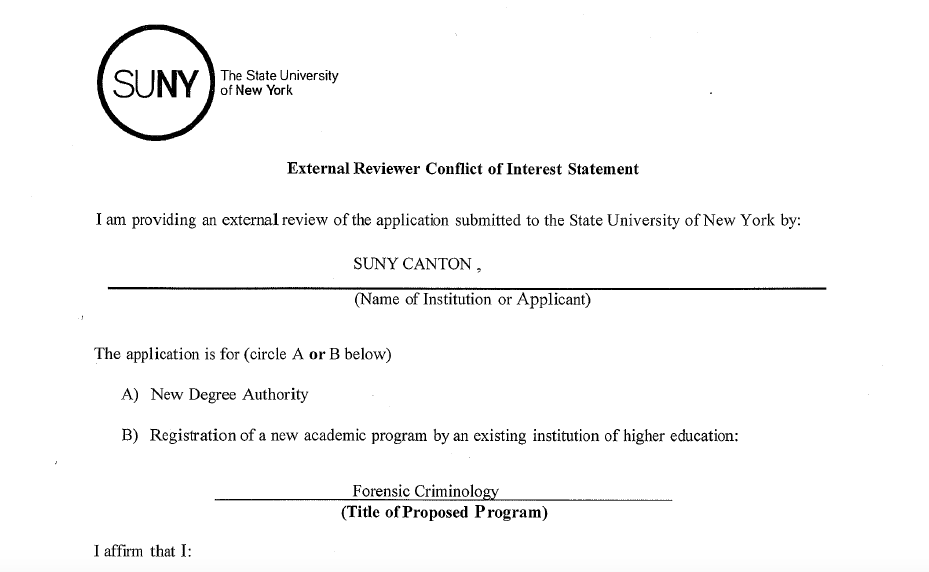 SUNY
The State University
of New York
External Reviewer Conflict of Interest Statement
I am providing an external review of the application submitted to the State University of New York by:
SUNY CANTON ,
(Name of Institution or Applicant)
The application is for (circle A or B below)
A) New Degree Authority
B) Registration of a new academic program by an existing institution of higher education:
Forensic Criminology
(Title of Proposed Program)
I affirm that I: